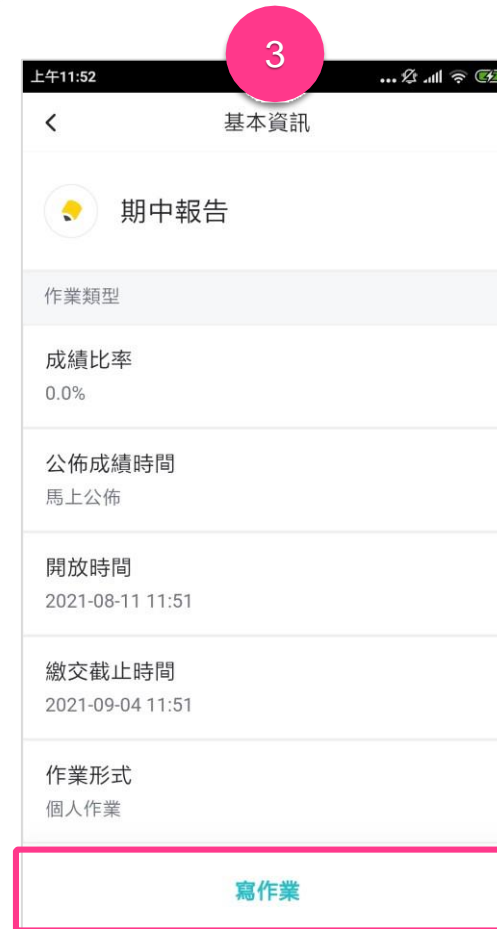 3
上午11:52
...
基本資訊
期中報告
作業類型
成績比率
0.0%
公佈成績時間
馬上公佈
開放時間
2021-08-11 11:51
繳交截止時間
2021-09-04 11:51
作業形式
個人作業
寫作業